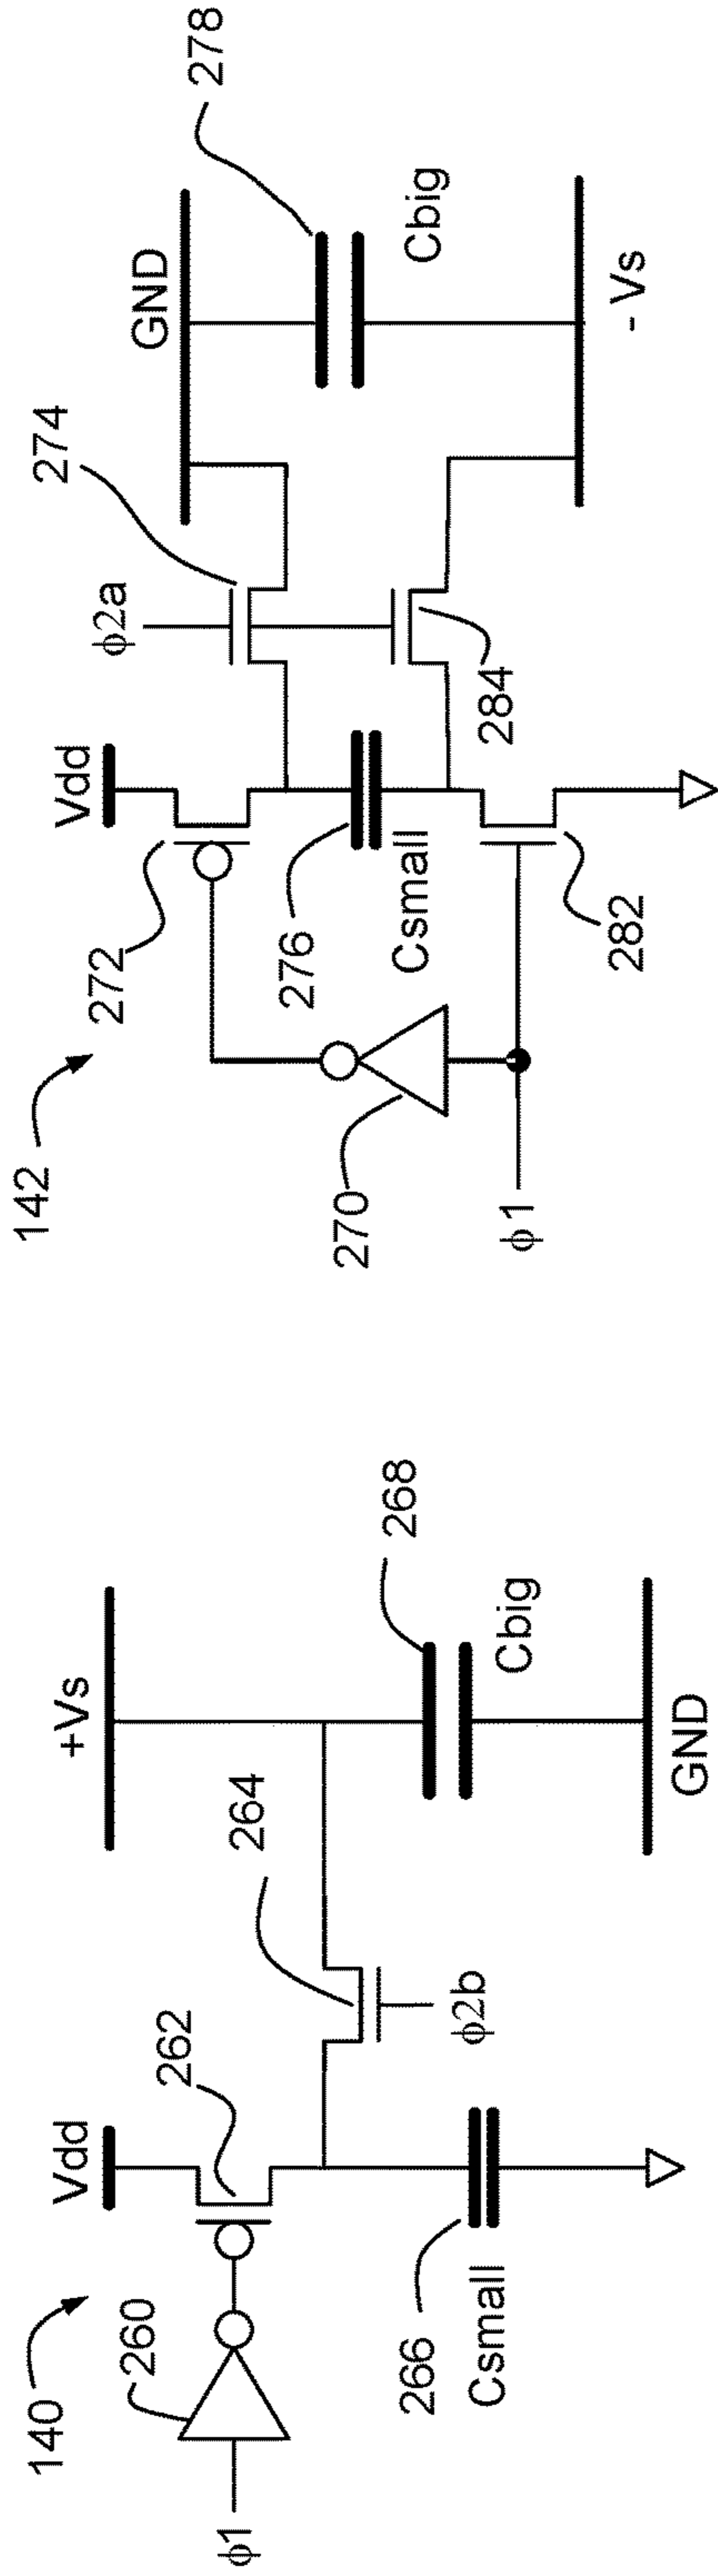 140
ϕ1
260
Vdd
262
264
ϕ2b
266
Csmall
+Vs
268
Cbig
GND
142
ϕ1
270
272
Vdd
276
Csmall
282
ϕ2a
274
284
GND
278
Cbig
- Vs